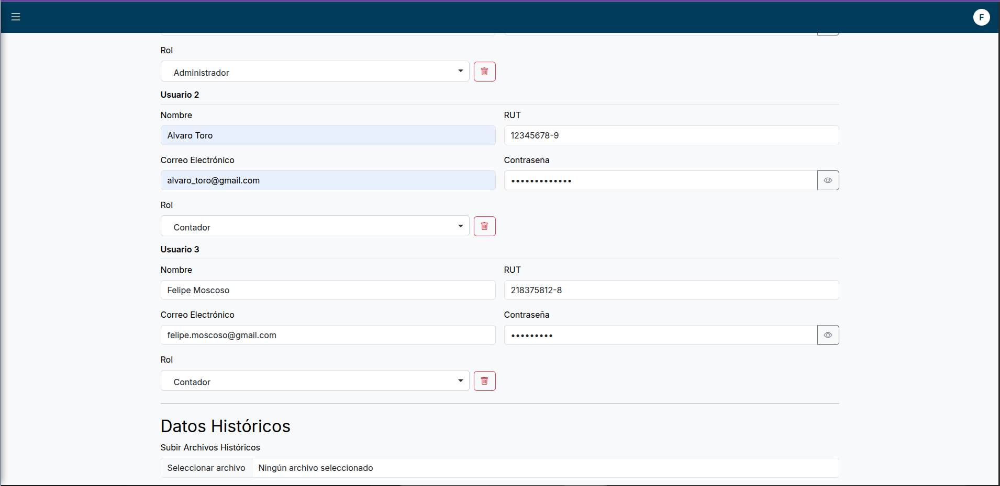 F
Rol
Administrador
Usuario 2
Nombre
RUT
Alvaro Toro
12345678-9
Correo Electrónico
Contraseña
alvaro_toro@gmail.com
•••••••••••••
Rol
Contador
Usuario 3
Nombre
RUT
Felipe Moscoso
218375812-8
Correo Electrónico
Contraseña
felipe.moscoso@gmail.com
•••••••••
Rol
Contador
Datos Históricos
Subir Archivos Históricos
Seleccionar archivo Ningún archivo seleccionado